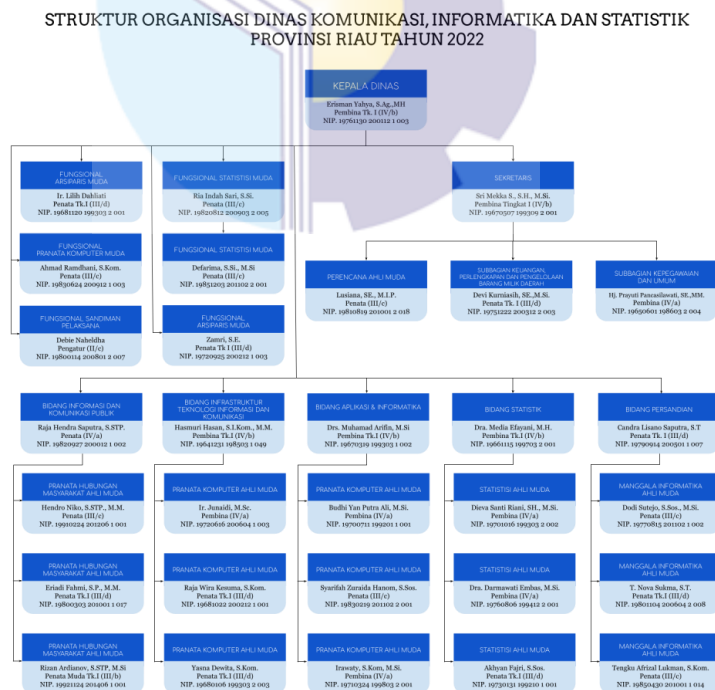 STRUKTUR ORGANISASI DINAS KOMUNIKASI, INFORMATIKA DAN STATISTIK
PROVINSI RIAU TAHUN 2022
KEPALA DINAS
Erisman Yahya, S.Ag.,MH
Pembina Tk. I (IV/b)
NIP. 19761130 200112 1 003
FUNGSIONAL
ARSIPARIS MUDA
Ir. Lilih Dahliati
Penata Tk.I (III/d)
NIP. 19681120 199303 2 001
FUNGSIONAL STATISTISI MUDA
Ria Indah Sari, S.Si.
Penata (III/c)
NIP. 19820812 200903 2 005
SEKRETARIS
Sri Mekka S., S.H., M.Si.
Pembina Tingkat I (IV/b)
NIP. 19670507 199309 2 001
FUNGSIONAL
PRANATA KOMPUTER MUDA
Ahmad Ramdhani, S.Kom.
Penata (III/c)
NIP. 19830624 200912 1 003
FUNGSIONAL STATISTISI MUDA
Defarima, S.Si., M.Si
Penata (III/c)
NIP. 19851203 201102 2 001
PERENCANA AHLI MUDA
Lusiana, SE., M.I.P.
Penata (III/c)
NIP. 19810819 201001 2 018
SUBBAGIAN KEUANGAN,
PERLENGKAPAN DAN PENGELOLAAN
BARANG MILIK DAERAH
Devi Kurniasih, SE.,M.Si.
Penata Tk. I (III/d)
NIP. 19751222 200312 2 003
SUBBAGIAN KEPEGAWAIAN
DAN UMUM
Hj. Prayuti Pancasilawati, SE.,MM.
Pembina (IV/a)
NIP. 19650601 198603 2 004
FUNGSIONAL SANDIMAN
PELAKSANA
Debie Naheldha
Pengatur (II/c)
NIP. 19800114 200801 2 007
FUNGSIONAL
ARSIPARIS MUDA
Zamri, S.E.
Penata Tk I (III/d)
NIP. 19720925 200212 1 003
BIDANG INFORMASI DAN
KOMUNIKASI PUBLIK
Raja Hendra Saputra, S.STP.
Penata (IV/a)
NIP. 19820927 200012 1 002
BIDANG INFRASTRUKTUR
TEKNOLOGI INFORMASI DAN
KOMUNIKASI
Hasmuri Hasan, S.I.Kom., M.M.
Pembina Tk.I (IV/b)
NIP. 19641231 198503 1 049
BIDANG APLIKASI & INFORMATIKA
Drs. Muhamad Arifin, M.Si
Pembina Tk.I (IV/b)
NIP. 19670319 199303 1 002
BIDANG STATISTIK
Dra. Media Efayani, M.H.
Pembina Tk.I (IV/b)
NIP. 19661115 199703 2 001
BIDANG PERSANDIAN
Candra Lisano Saputra, S.T
Penata Tk. I (III/d)
NIP. 19790914 200501 1 007
PRANATA HUBUNGAN
MASYARAKAT AHLI MUDA
Hendro Niko, S.STP., M.M.
Penata (III/c)
NIP. 19910224 201206 1 001
PRANATA KOMPUTER AHLI MUDA
Ir. Junaidi, M.Sc.
Pembina (IV/a)
NIP. 19720616 200604 1 003
PRANATA KOMPUTER AHLI MUDA
Budhi Yan Putra Ali, M.Si.
Pembina (IV/a)
NIP. 19700711 199201 1 001
STATISTISI AHLI MUDA
Dieva Santi Riani, SH., M.Si.
Pembina (IV/a)
NIP. 19701016 199303 2 002
MANGGALA INFORMATIKA
AHLI MUDA
Dodi Sutejo, S.Sos., M.Si.
Penata (III/c)
NIP. 19770815 201102 1 002
PRANATA HUBUNGAN
MASYARAKAT AHLI MUDA
Eriadi Fahmi, S.P., M.M.
Penata Tk.I (III/d)
NIP. 19800303 201001 1 017
PRANATA KOMPUTER AHLI MUDA
Raja Wira Kesuma, S.Kom.
Penata Tk.I (III/d)
NIP. 19681022 200212 1 001
PRANATA KOMPUTER AHLI MUDA
Syarifah Zuraida Hanom, S.Sos.
Penata (III/c)
NIP. 19830219 201102 2 001
STATISTISI AHLI MUDA
Dra. Darmawati Embas, M.Si.
Pembina (IV/a)
NIP. 19760806 199412 2 001
MANGGALA INFORMATIKA
AHLI MUDA
T. Nova Sukma, S.T.
Penata Tk.I (III/d)
NIP. 19801104 200604 2 008
PRANATA HUBUNGAN
MASYARAKAT AHLI MUDA
Rizan Ardianov, S.STP, M.Si
Penata Muda Tk.I (III/b)
NIP. 19921124 201406 1 001
PRANATA KOMPUTER AHLI MUDA
Yasna Dewita, S.Kom.
Penata Tk.I (III/d)
NIP. 19680106 199303 2 003
PRANATA KOMPUTER AHLI MUDA
Irawaty, S.Kom, M.Si.
Pembina (IV/a)
NIP. 19710324 199803 2 001
STATISTISI AHLI MUDA
Akhyan Fajri, S.Sos.
Penata Tk.I (III/d)
NIP. 19730131 199210 1 001
MANGGALA INFORMATIKA
AHLI MUDA
Tengku Afrizal Lukman, S.Kom.
Penata (III/c)
NIP. 19850430 201001 1 014